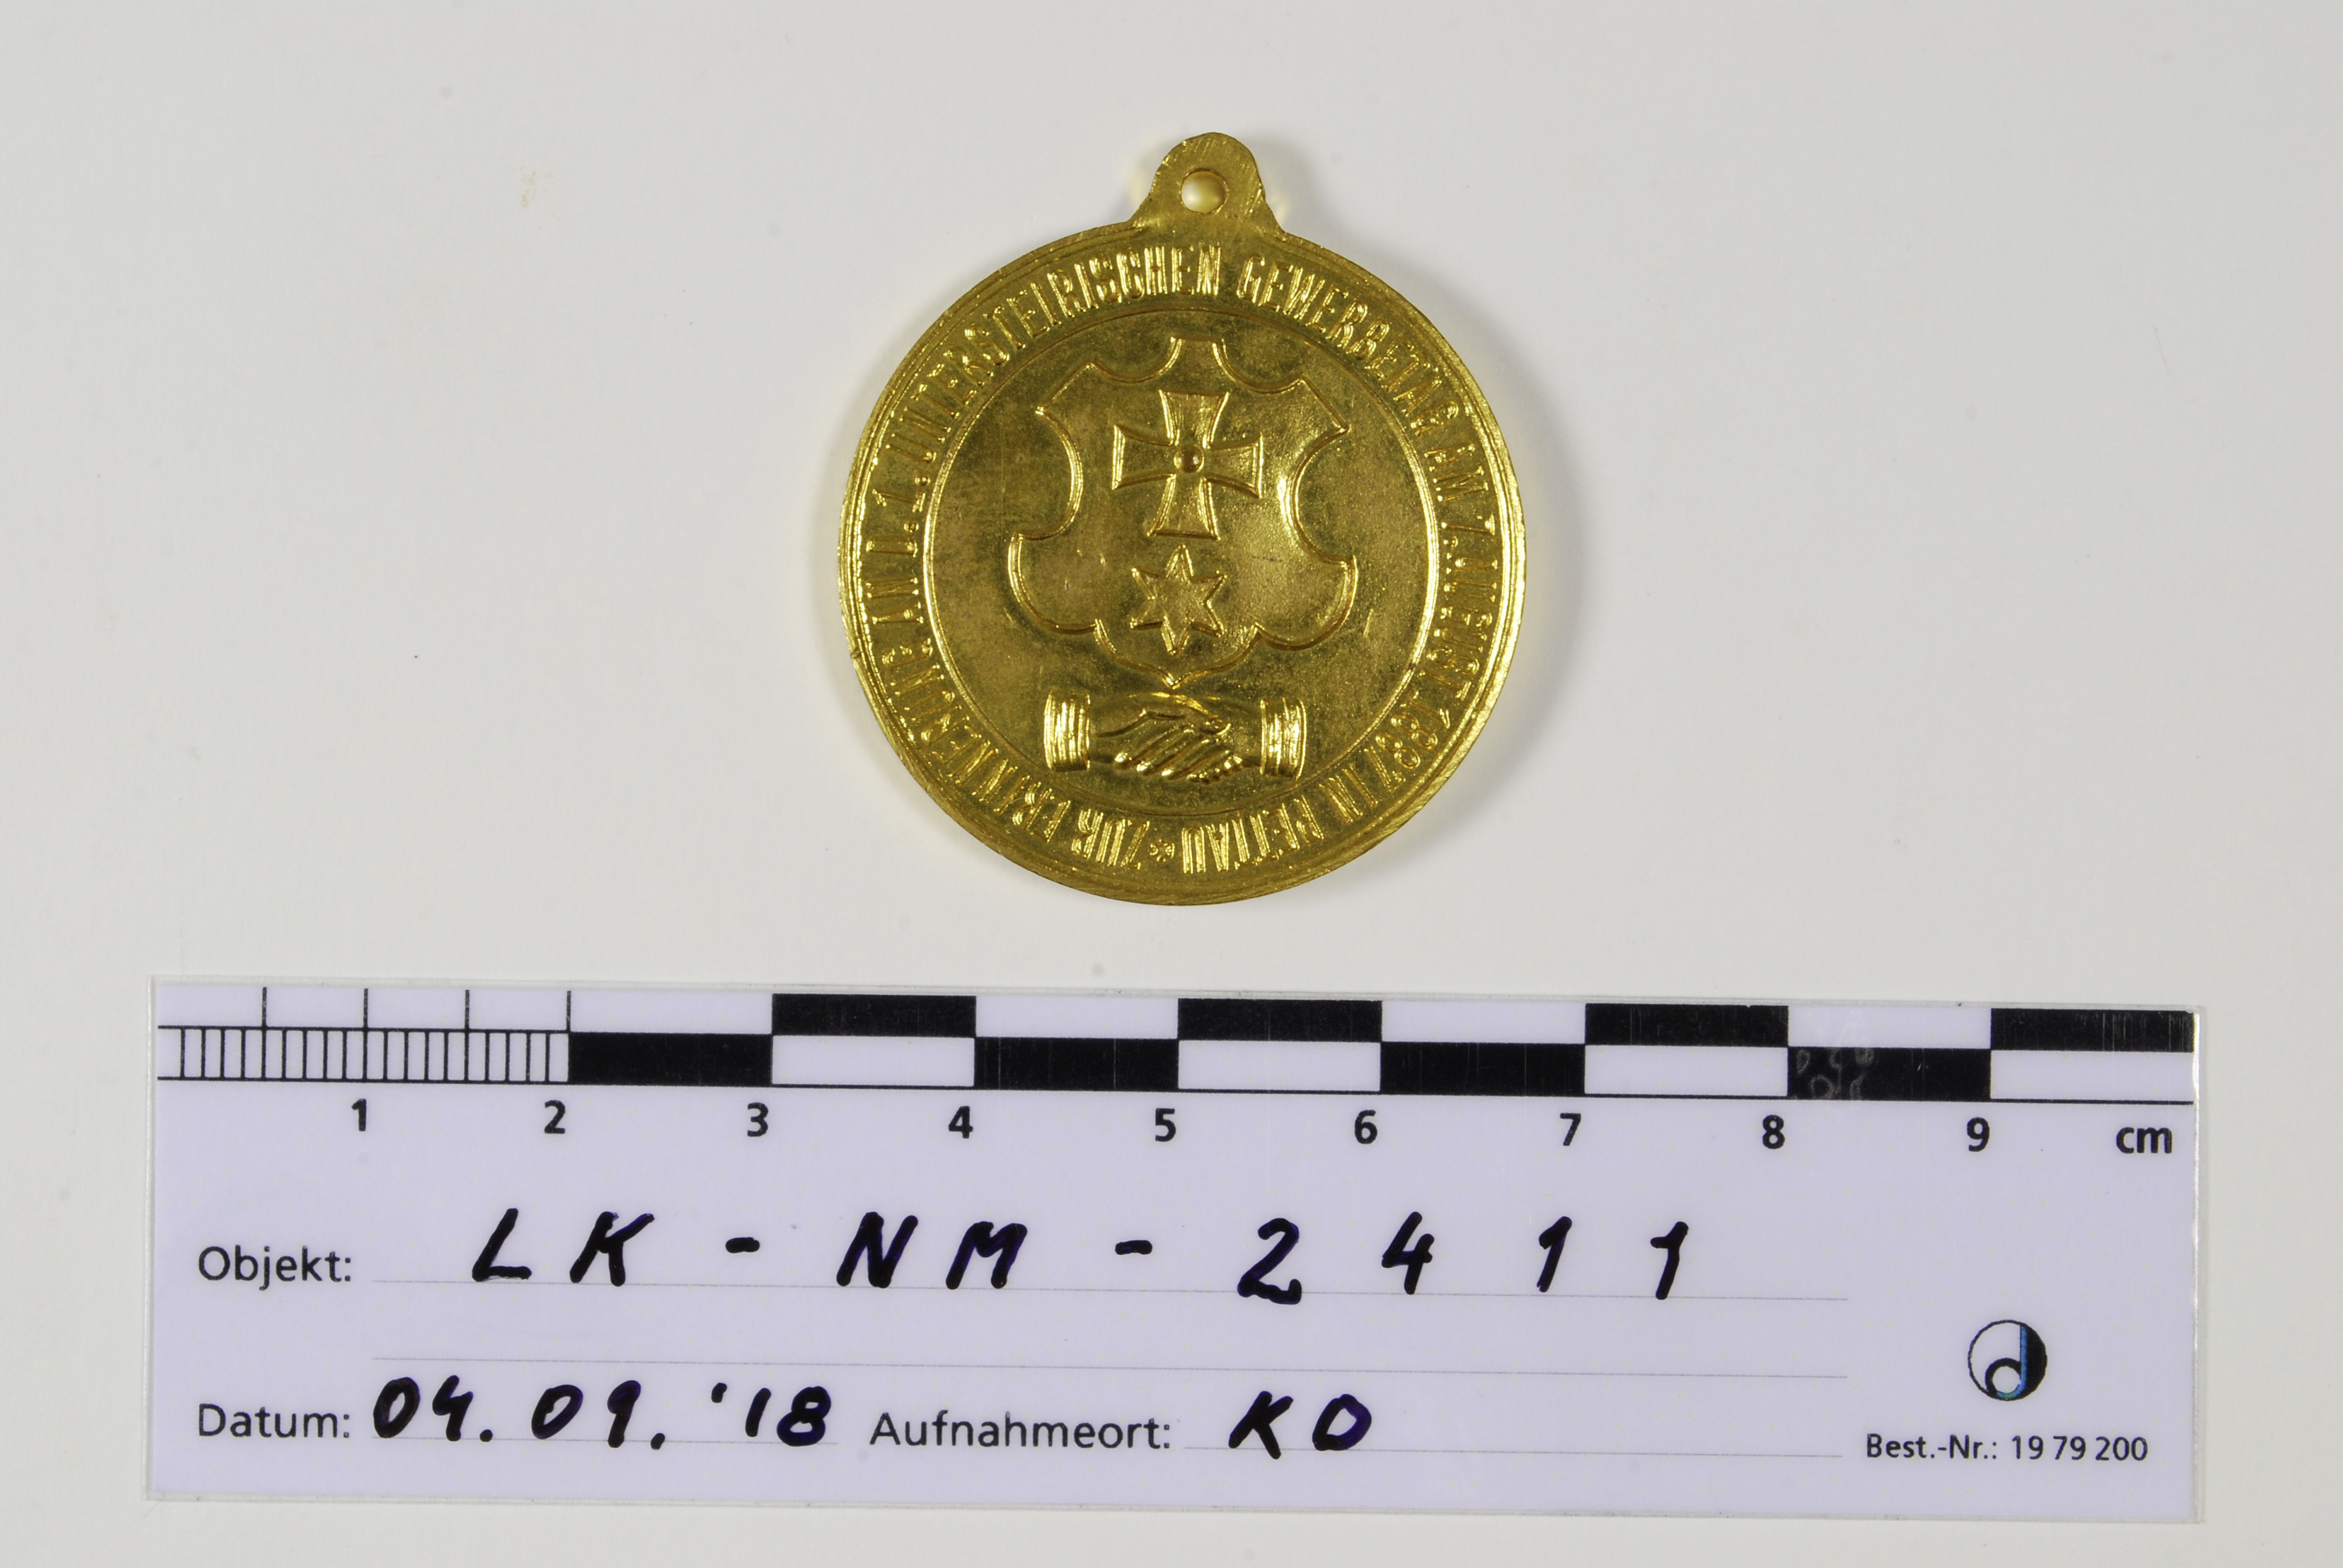 ZUR ERINNERUNG AN D. 1. UNTERSTEIRISCHEN GEWERBETAG AM 7. AUGUST 1887 IN PETTAU *
1 2 3 4 5 6 7 8 9 cm
Objekt: LK-NM-2411
Datum: 04.09.'18 Aufnahmeort: KO
Best.-Nr.: 19 79 200